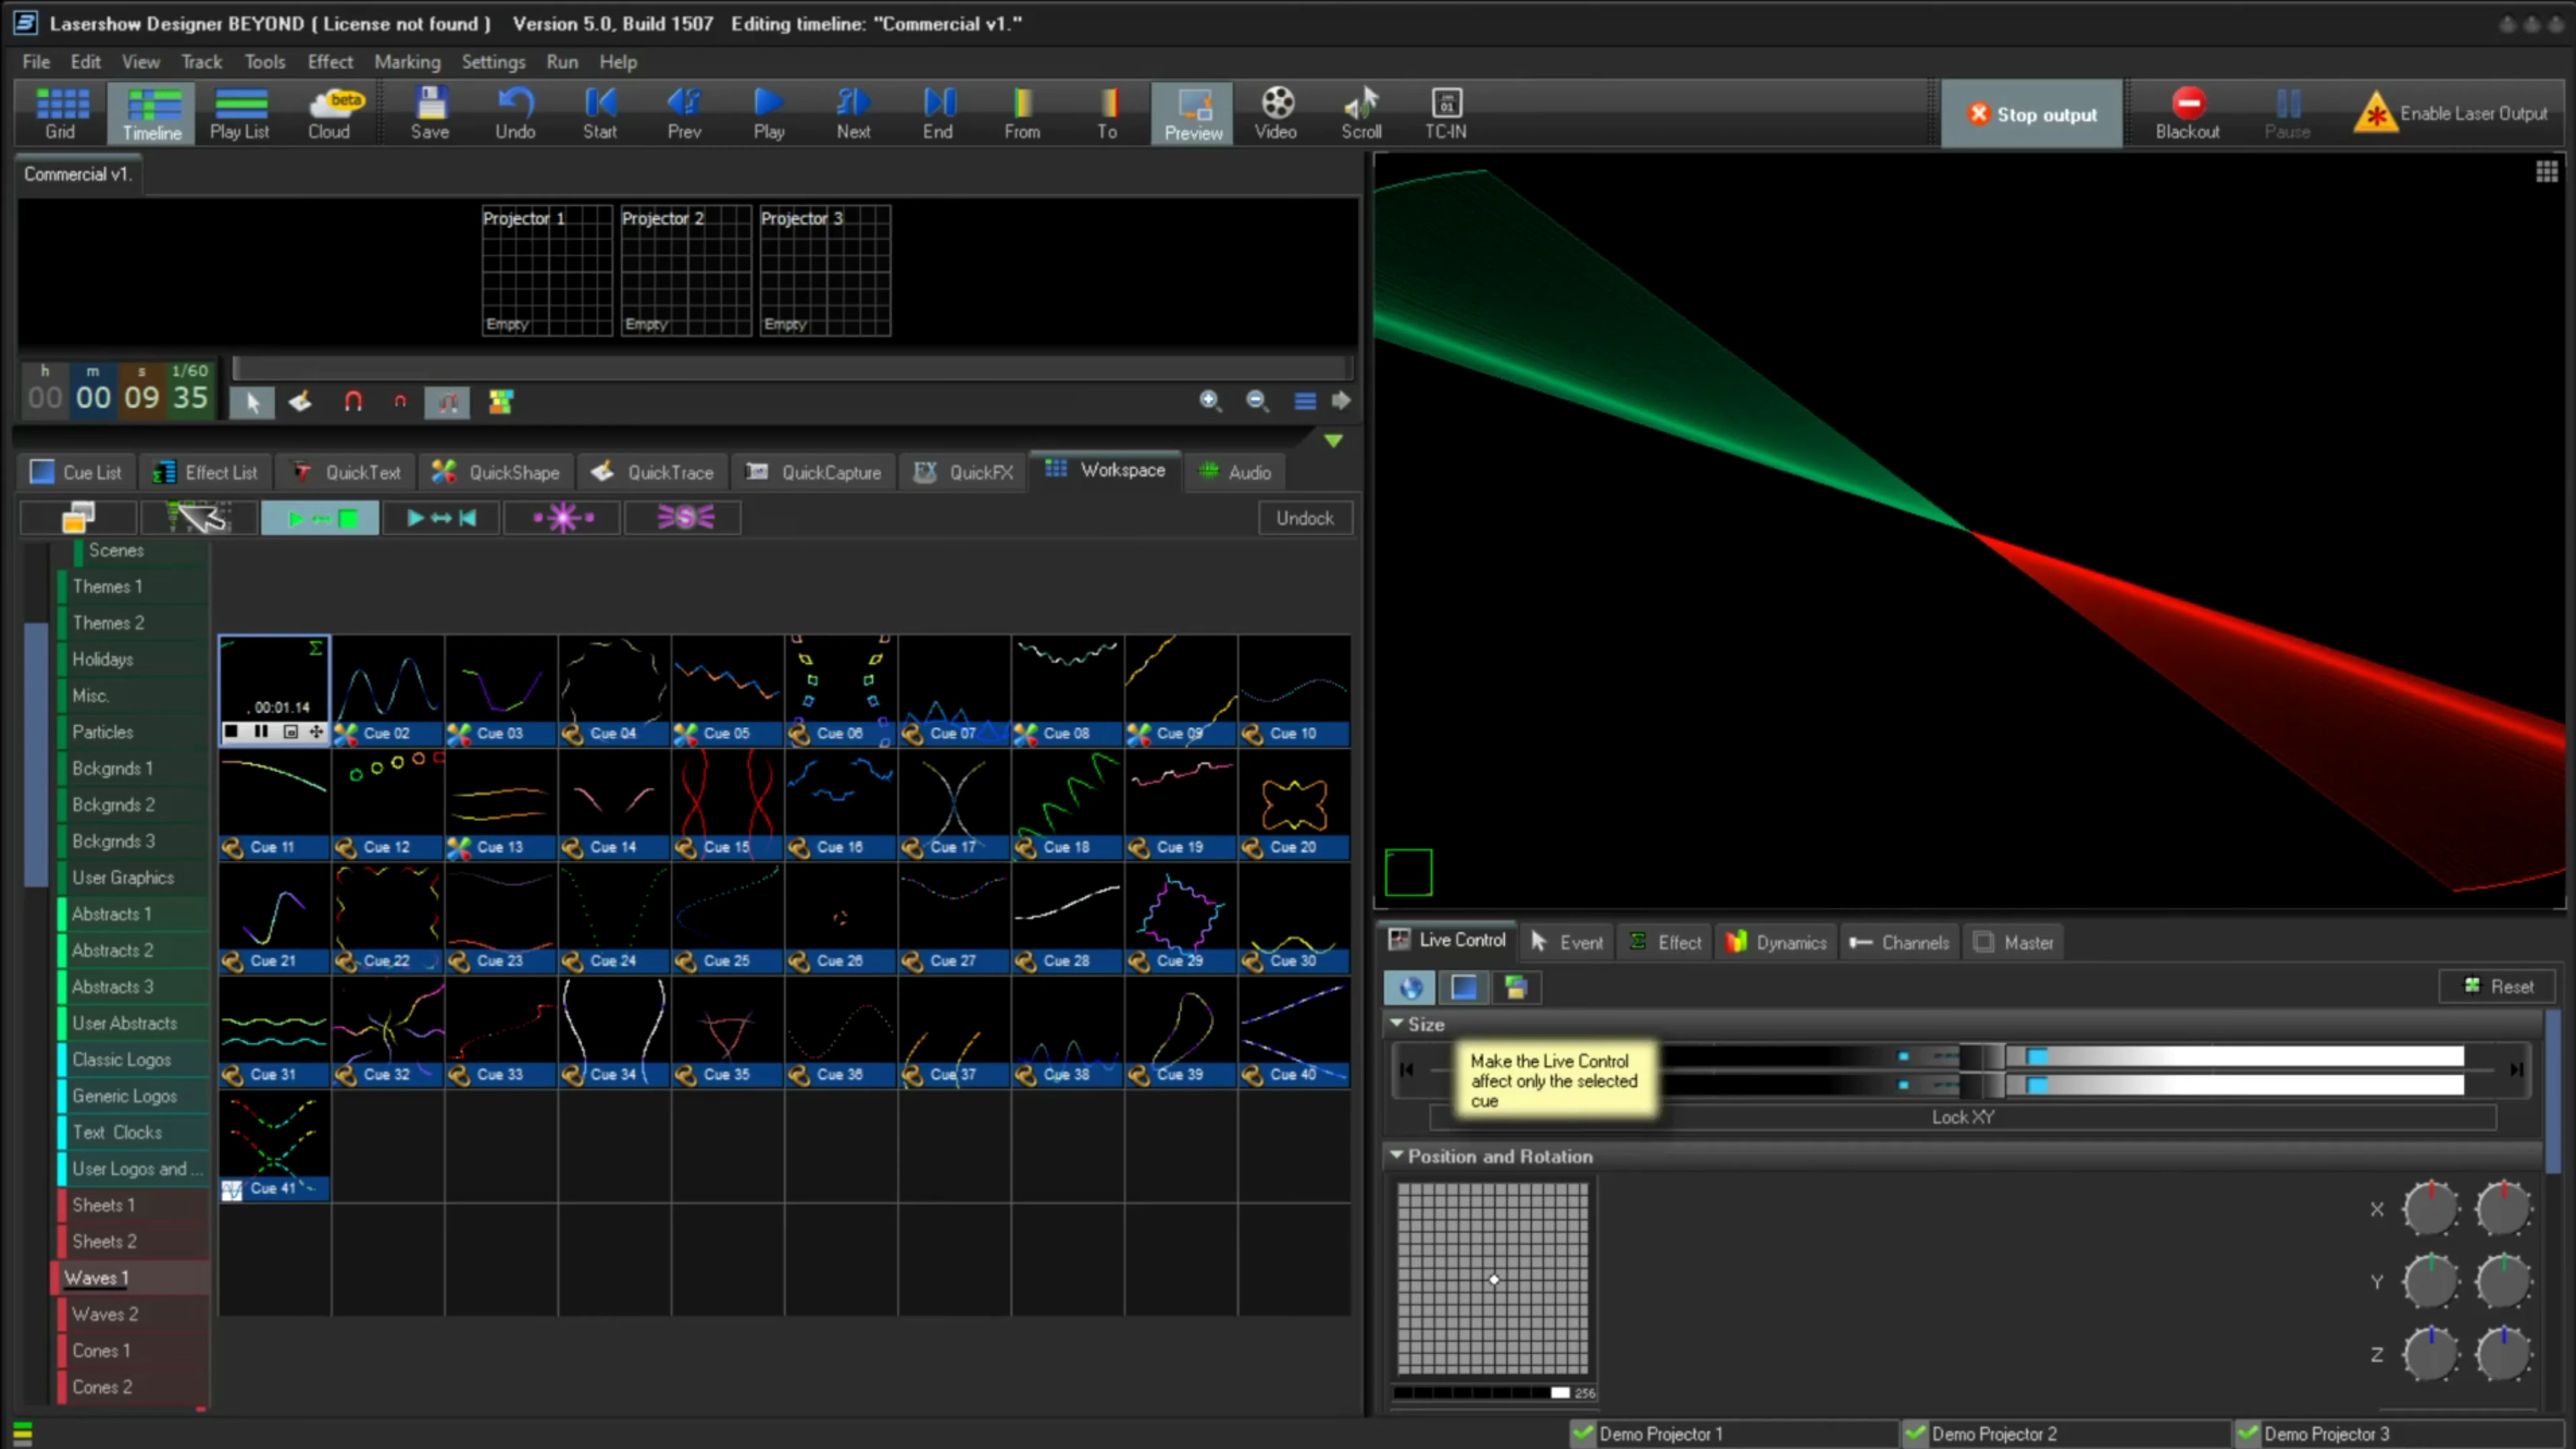 Lasershow Designer BEYOND ( License not found ) Version 5.0, Build 1507 Editing timeline: "Commercial v1."
File Edit View Track Tools Effect Marking Settings Run Help
Grid Timeline Play List beta Cloud Save Undo Start Prev Play Next End From To Preview Video Scroll 01 TC-IN Stop output Blackout Pause Enable Laser Output
Commercial v1.
Projector 1 Projector 2 Projector 3
Empty Empty Empty
h m s 1/60
00 00 09 35
Cue List Effect List QuickText QuickShape QuickTrace QuickCapture FX QuickFX Workspace Audio
Undock
Scenes
Themes 1
Themes 2
Holidays
Misc.
Particles
Bckgrnds 1
Bckgrnds 2
Bckgrnds 3
User Graphics
Abstracts 1
Abstracts 2
Abstracts 3
User Abstracts
Classic Logos
Generic Logos
Text Clocks
User Logos and ...
Sheets 1
Sheets 2
Waves 1
Waves 2
Cones 1
Cones 2
Σ
. 00:01.14
Cue 02 Cue 03 Cue 04 Cue 05 Cue 06 Cue 07 Cue 08 Cue 09 Cue 10
Cue 11 Cue 12 Cue 13 Cue 14 Cue 15 Cue 16 Cue 17 Cue 18 Cue 19 Cue 20
Cue 21 Cue 22 Cue 23 Cue 24 Cue 25 Cue 26 Cue 27 Cue 28 Cue 29 Cue 30
Cue 31 Cue 32 Cue 33 Cue 34 Cue 35 Cue 36 Cue 37 Cue 38 Cue 39 Cue 40
Cue 41
Live Control Event Σ Effect Dynamics Channels Master
Reset
Size
Make the Live Control
affect only the selected
cue
Lock XY
Position and Rotation
X
Y
Z
256
Demo Projector 1 Demo Projector 2 Demo Projector 3